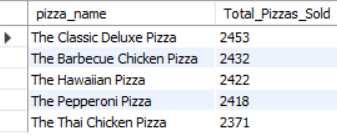 pizza_name Total_Pizzas_Sold
The Classic Deluxe Pizza 2453
The Barbecue Chicken Pizza 2432
The Hawaiian Pizza 2422
The Pepperoni Pizza 2418
The Thai Chicken Pizza 2371